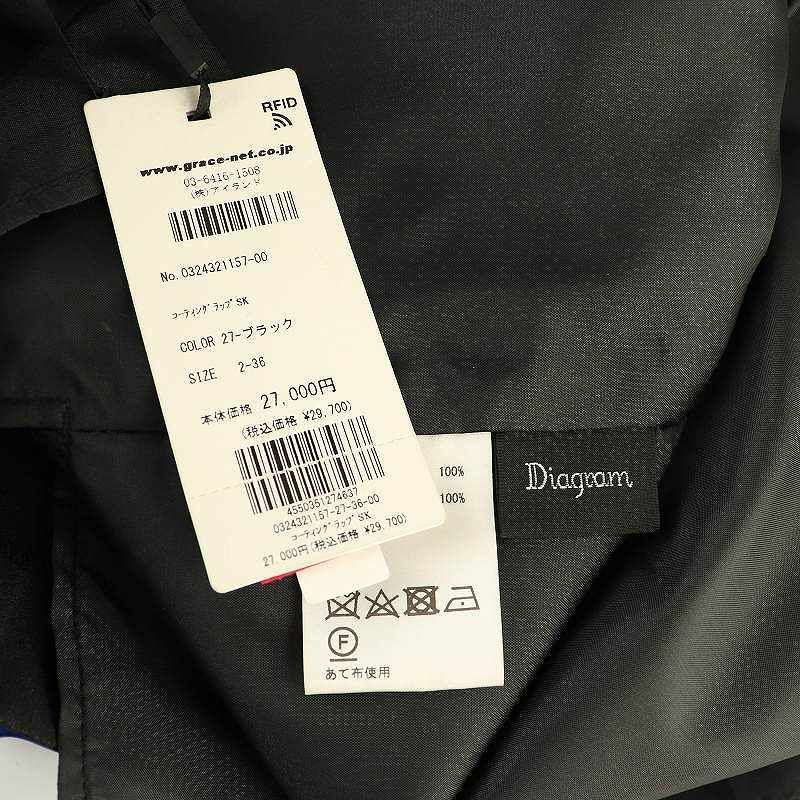 RFID
www.grace-net.co.jp
03-6416-1508
(株)アイランド
No.0324321157-00
コーティングラップSK
COLOR 27-ブラック
SIZE 2-36
本体価格 27,000円
(税込価格 ¥29,700)
4550351274637
0324321157-27-36-00
コーティングラップSK
27,000円(税込価格 ¥29,700)
100%
100%
F
あて布使用
Diagram